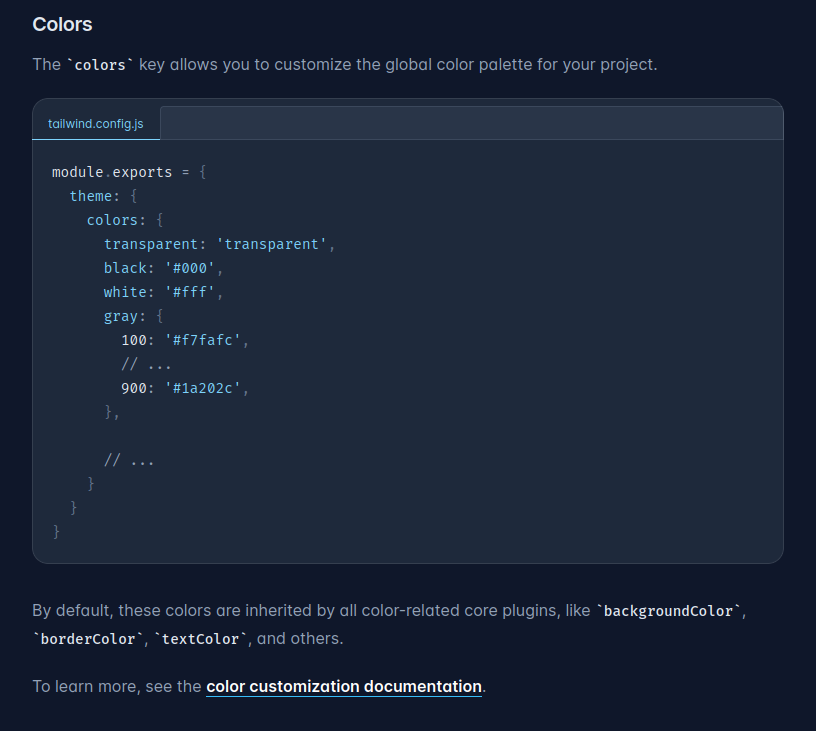 Colors
The `colors` key allows you to customize the global color palette for your project.
tailwind.config.js
module.exports = {
  theme: {
    colors: {
      transparent: 'transparent',
      black: '#000',
      white: '#fff',
      gray: {
        100: '#f7fafc',
        // ...
        900: '#1a202c',
      },

      // ...
    }
  }
}
By default, these colors are inherited by all color-related core plugins, like `backgroundColor`,
`borderColor`, `textColor`, and others.
To learn more, see the color customization documentation.